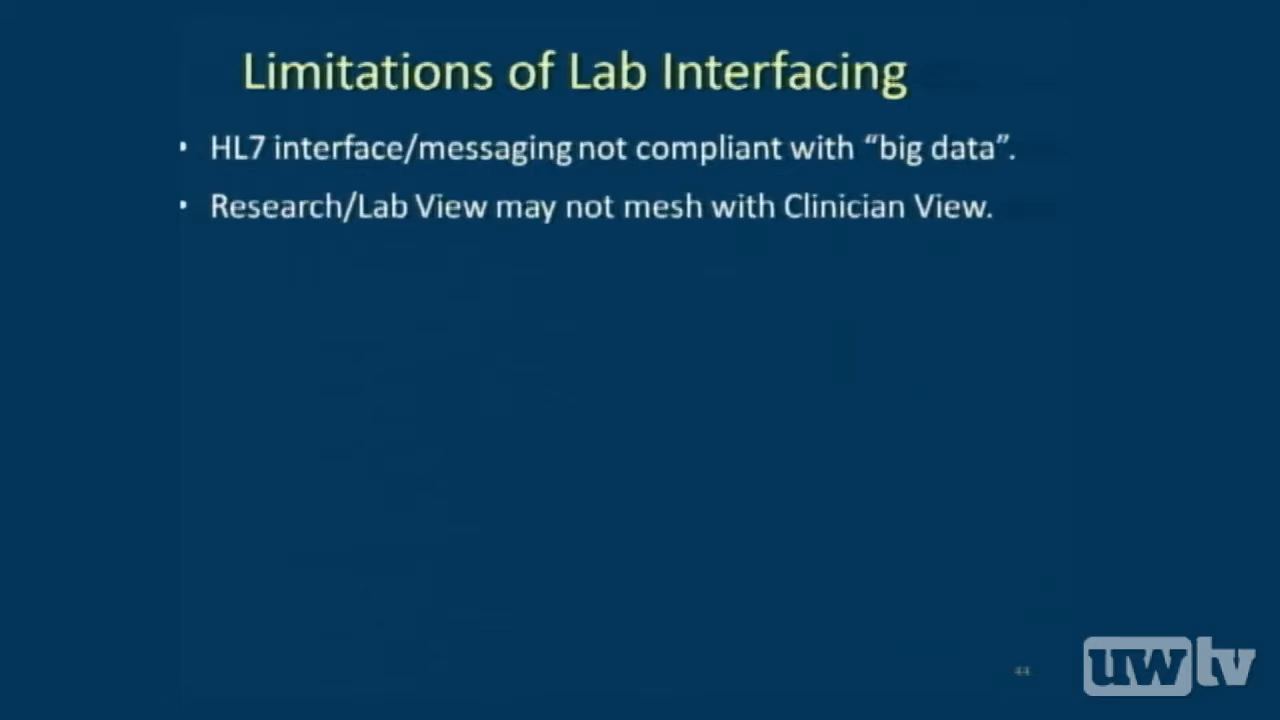 Limitations of Lab Interfacing
• HL7 interface/messaging not compliant with “big data”.
• Research/Lab View may not mesh with Clinician View.
44
uwtv